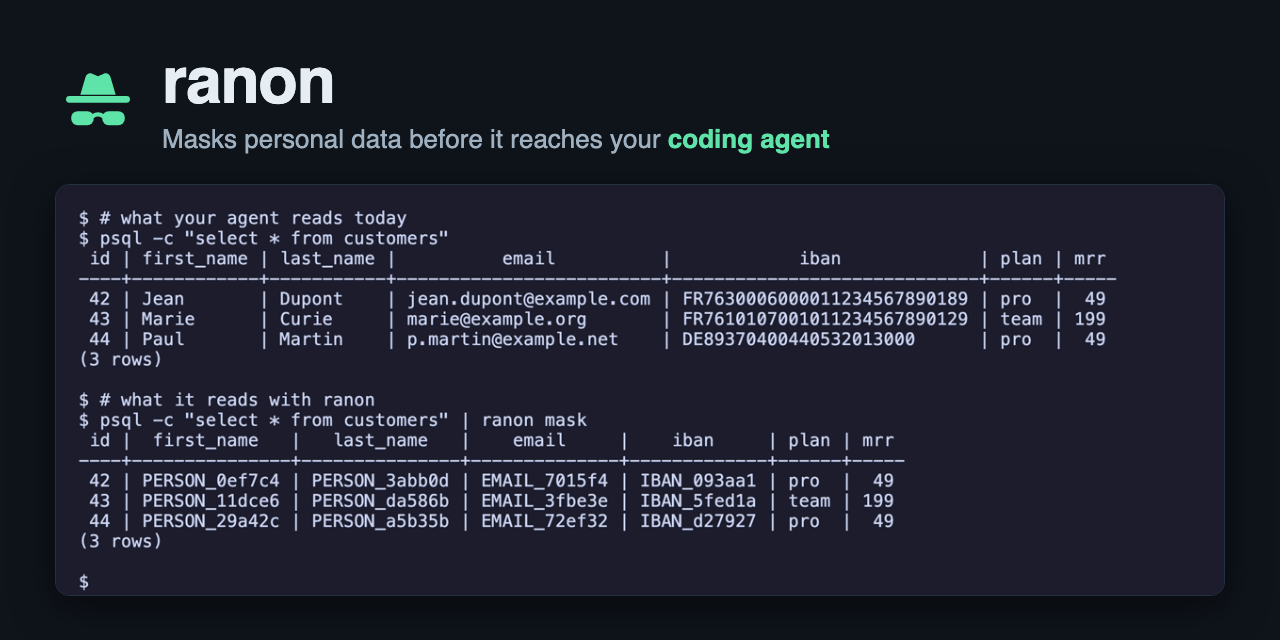 ranon
Masks personal data before it reaches your coding agent
$ # what your agent reads today
$ psql -c "select * from customers"
 id | first_name | last_name |          email          |            iban             | plan | mrr
----+------------+-----------+-------------------------+-----------------------------+------+-----
 42 | Jean       | Dupont    | jean.dupont@example.com | FR7630006000011234567890189 | pro  |  49
 43 | Marie      | Curie     | marie@example.org       | FR7610107001011234567890129 | team | 199
 44 | Paul       | Martin    | p.martin@example.net    | DE89370400440532013000      | pro  |  49
(3 rows)
$ # what it reads with ranon
$ psql -c "select * from customers" | ranon mask
 id |  first_name   |   last_name   |    email     |    iban     | plan | mrr
----+---------------+---------------+--------------+-------------+------+-----
 42 | PERSON_0ef7c4 | PERSON_3abb0d | EMAIL_7015f4 | IBAN_093aa1 | pro  |  49
 43 | PERSON_11dce6 | PERSON_da586b | EMAIL_3fbe3e | IBAN_5fed1a | team | 199
 44 | PERSON_29a42c | PERSON_a5b35b | EMAIL_72ef32 | IBAN_d27927 | pro  |  49
(3 rows)
$